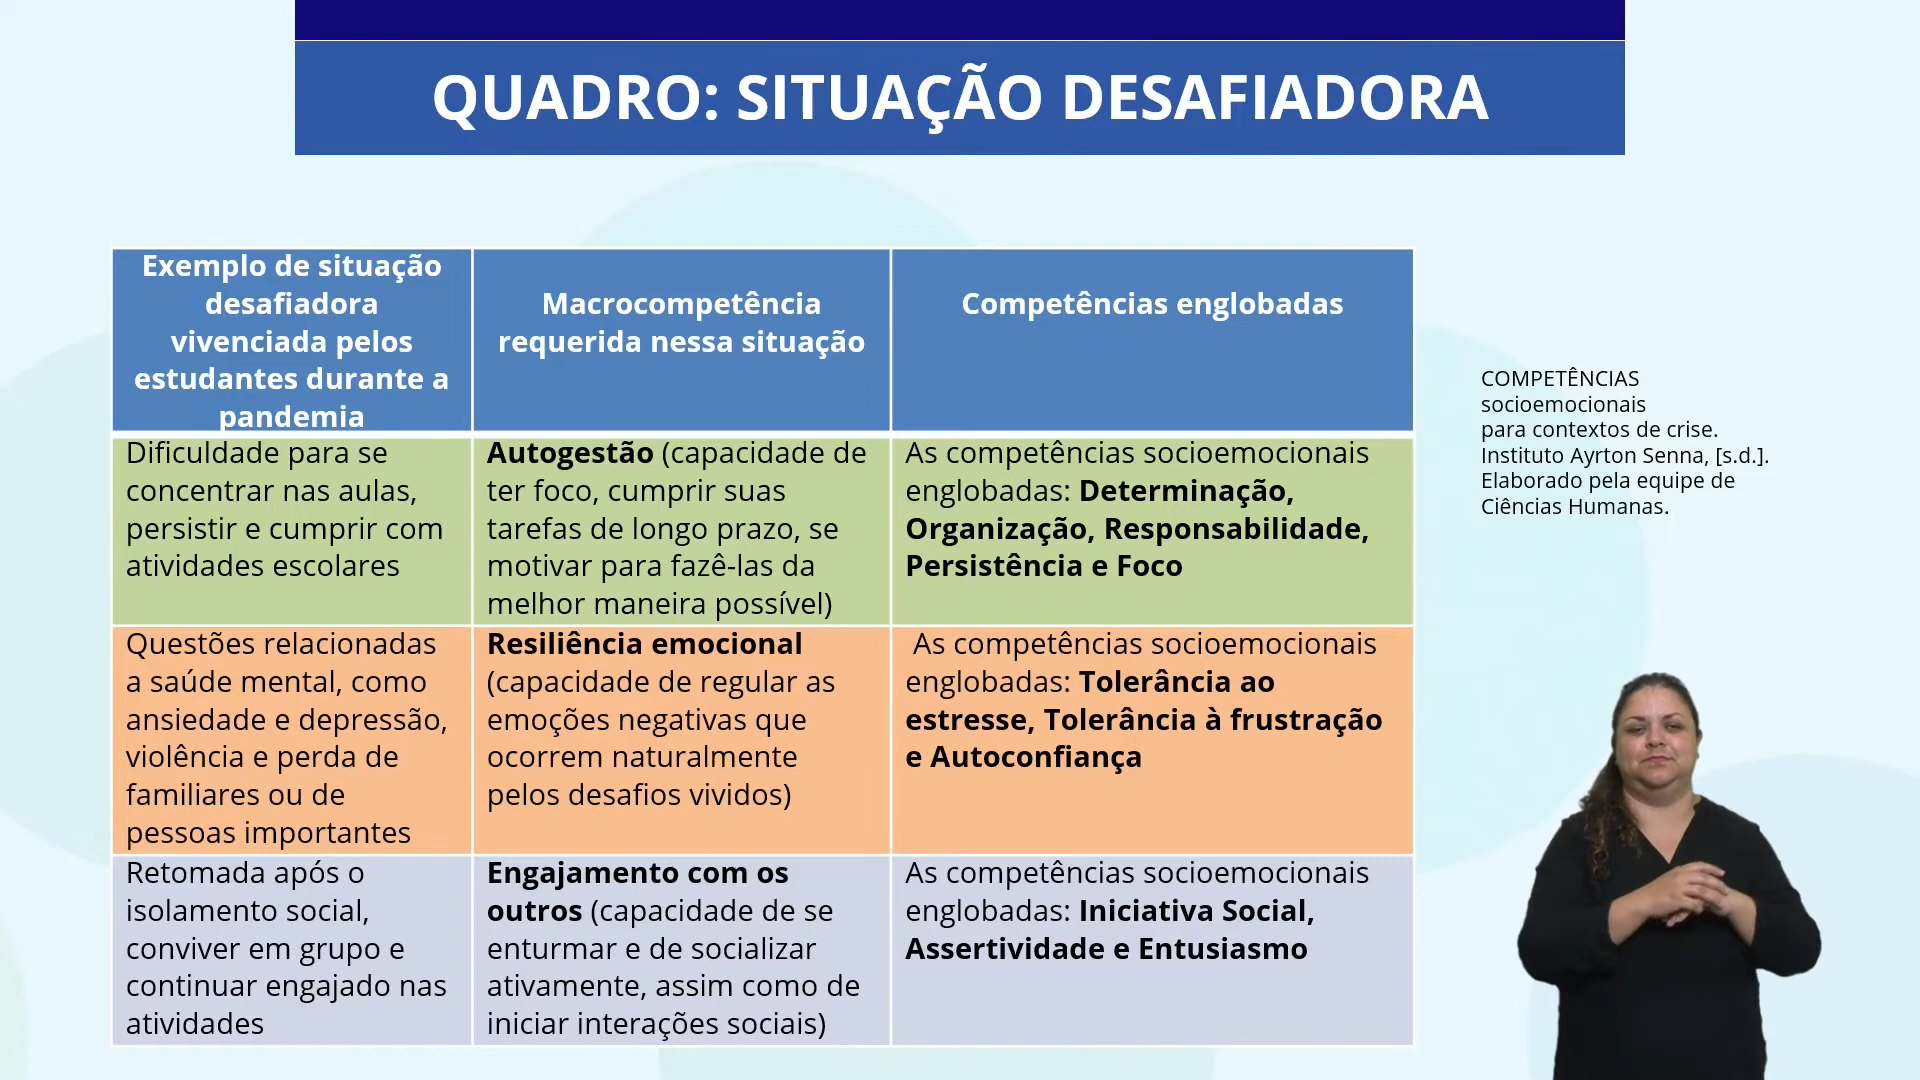 QUADRO: SITUAÇÃO DESAFIADORA
Exemplo de situação
desafiadora
vivenciada pelos
estudantes durante a
pandemia
Macrocompetência
requerida nessa situação
Competências englobadas
Dificuldade para se
concentrar nas aulas,
persistir e cumprir com
atividades escolares
Autogestão (capacidade de
ter foco, cumprir suas
tarefas de longo prazo, se
motivar para fazê-las da
melhor maneira possível)
As competências socioemocionais
englobadas: Determinação,
Organização, Responsabilidade,
Persistência e Foco
Questões relacionadas
a saúde mental, como
ansiedade e depressão,
violência e perda de
familiares ou de
pessoas importantes
Resiliência emocional
(capacidade de regular as
emoções negativas que
ocorrem naturalmente
pelos desafios vividos)
As competências socioemocionais
englobadas: Tolerância ao
estresse, Tolerância à frustração
e Autoconfiança
Retomada após o
isolamento social,
conviver em grupo e
continuar engajado nas
atividades
Engajamento com os
outros (capacidade de se
enturmar e de socializar
ativamente, assim como de
iniciar interações sociais)
As competências socioemocionais
englobadas: Iniciativa Social,
Assertividade e Entusiasmo
COMPETÊNCIAS
socioemocionais
para contextos de crise.
Instituto Ayrton Senna, [s.d.].
Elaborado pela equipe de
Ciências Humanas.